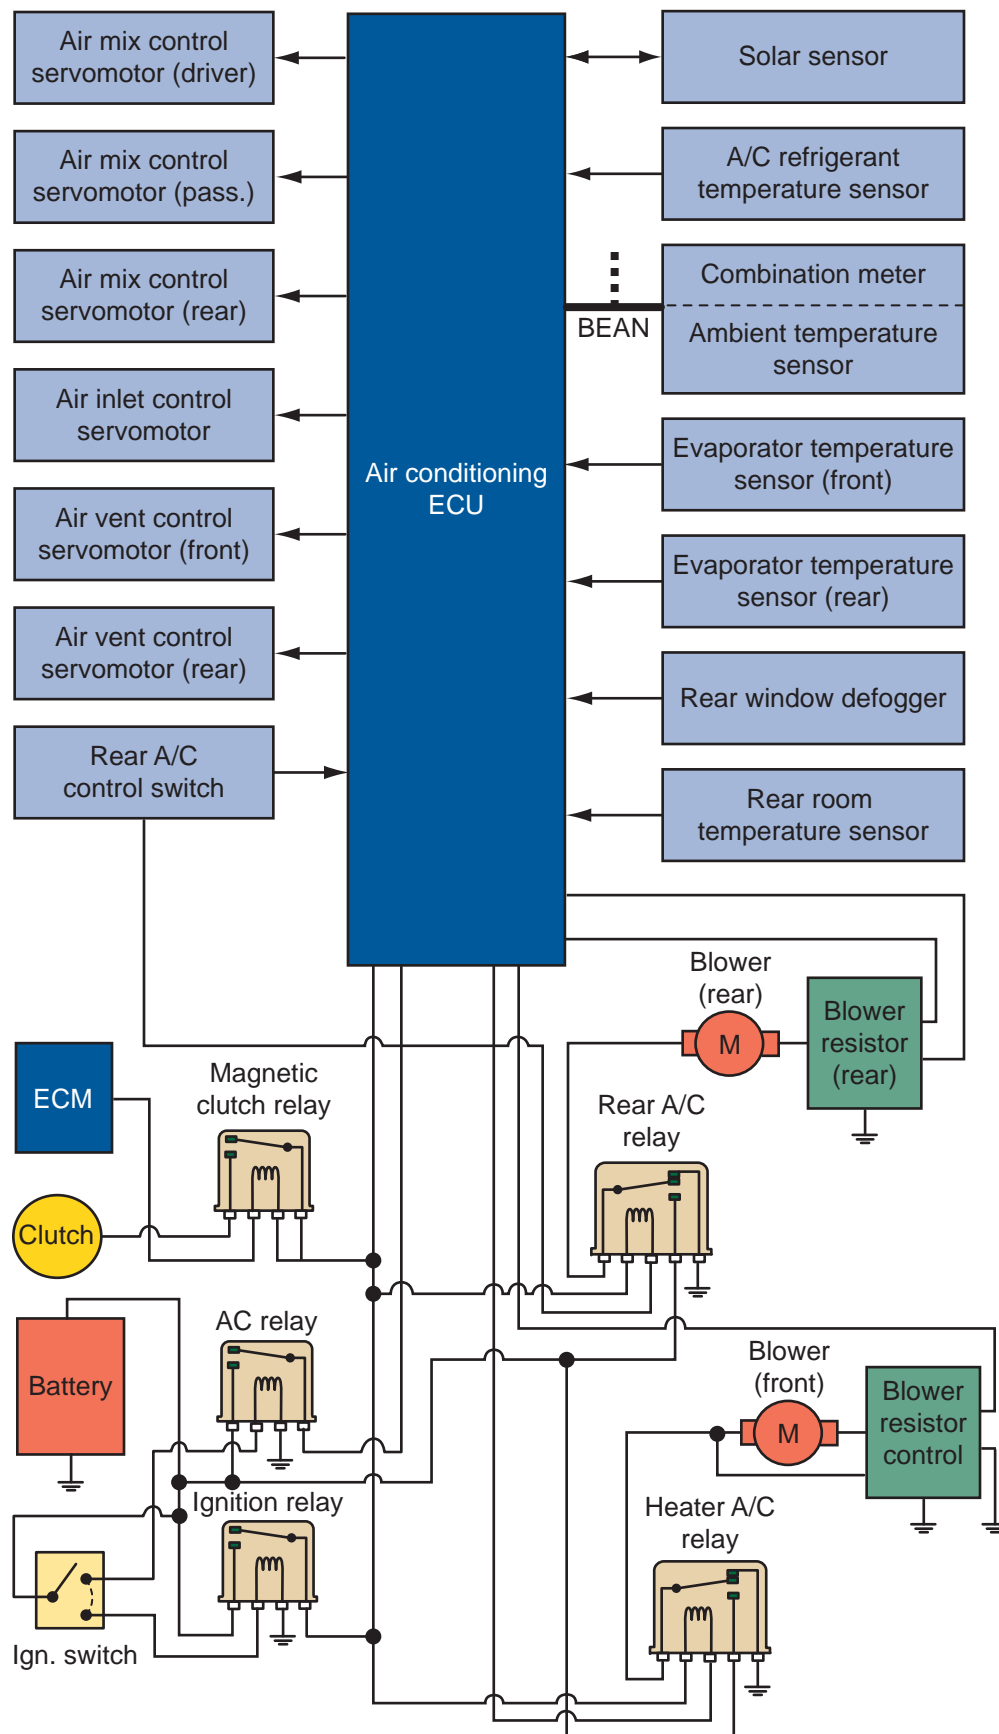 Air mix control
servomotor (driver)
Air mix control
servomotor (pass.)
Air mix control
servomotor (rear)
Air inlet control
servomotor
Air vent control
servomotor (front)
Air vent control
servomotor (rear)
Rear A/C
control switch
Air conditioning
ECU
Solar sensor
A/C refrigerant
temperature sensor
Combination meter
BEAN
Ambient temperature
sensor
Evaporator temperature
sensor (front)
Evaporator temperature
sensor (rear)
Rear window defogger
Rear room
temperature sensor
Blower
(rear)
M
Blower
resistor
(rear)
ECM
Magnetic
clutch relay
Rear A/C
relay
Clutch
AC relay
Battery
Blower
(front)
M
Blower
resistor
control
Ignition relay
Heater A/C
relay
Ign. switch